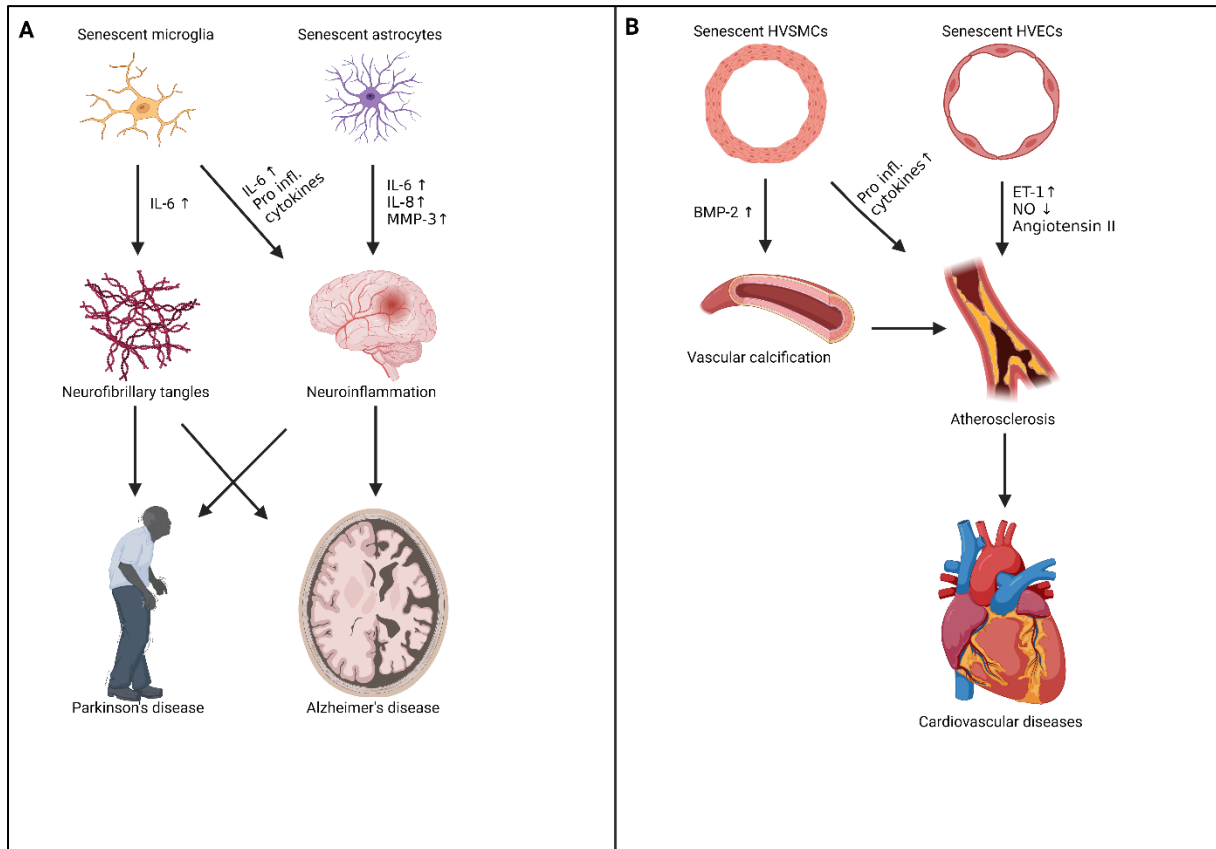 A
Senescent microglia
Senescent astrocytes
IL-6 ↑
IL-6 ↑
Pro infl.
cytokines
IL-6 ↑
IL-8↑
MMP-3↑
Neurofibrillary tangles
Neuroinflammation
Parkinson's disease
Alzheimer's disease
B
Senescent HVSMCs
Senescent HVECs
BMP-2 ↑
Pro infl.
cytokines↑
ET-1↑
NO ↓
Angiotensin II
Vascular calcification
Atherosclerosis
Cardiovascular diseases